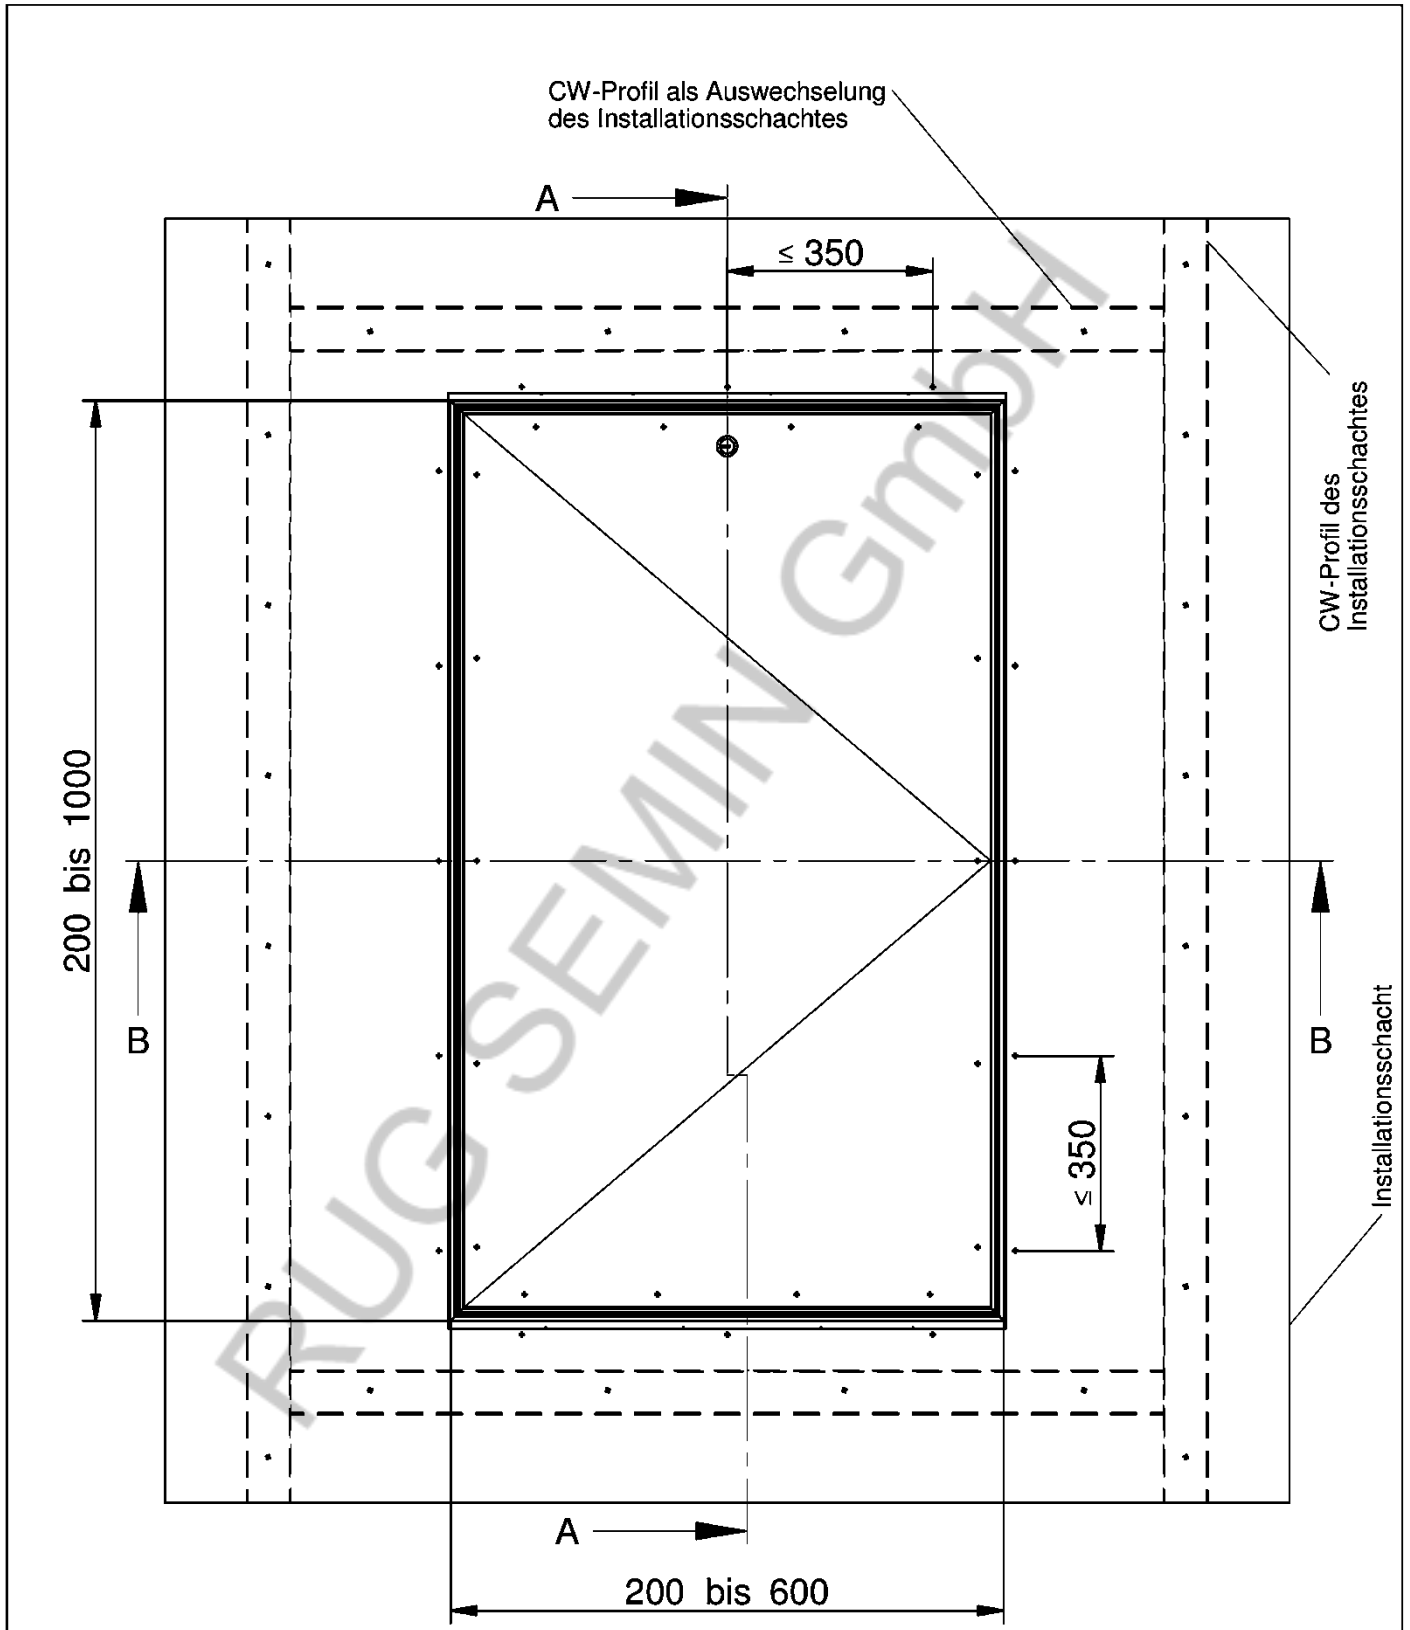 CW-Profil als Auswechselung
des Installationsschachtes
A
≤ 350
CW-Profil des
Installationsschachtes
200 bis 1000
B
B
≤ 350
Installationsschacht
A
200 bis 600
RUG SEMIN GmbH